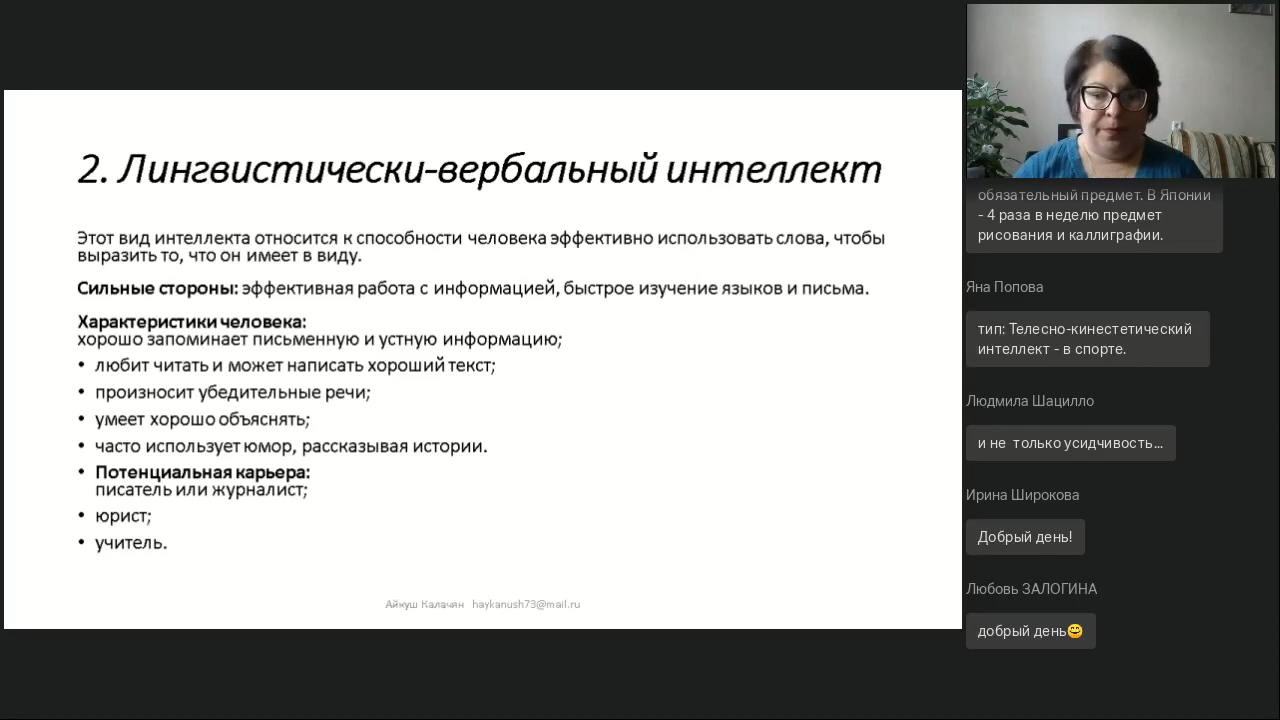 2. Лингвистически-вербальный интеллект
Этот вид интеллекта относится к способности человека эффективно использовать слова, чтобы
выразить то, что он имеет в виду.
Сильные стороны: эффективная работа с информацией, быстрое изучение языков и письма.
Характеристики человека:
хорошо запоминает письменную и устную информацию;
• любит читать и может написать хороший текст;
• произносит убедительные речи;
• умеет хорошо объяснять;
• часто использует юмор, рассказывая истории.
• Потенциальная карьера:
писатель или журналист;
• юрист;
• учитель.
Айкуш Калачян haykanush73@mail.ru
обязательный предмет. В Японии
- 4 раза в неделю предмет
рисования и каллиграфии.
Яна Попова
тип: Телесно-кинестетический
интеллект - в спорте.
Людмила Шацилло
и не только усидчивость...
Ирина Широкова
Добрый день!
Любовь ЗАЛОГИНА
добрый день😊